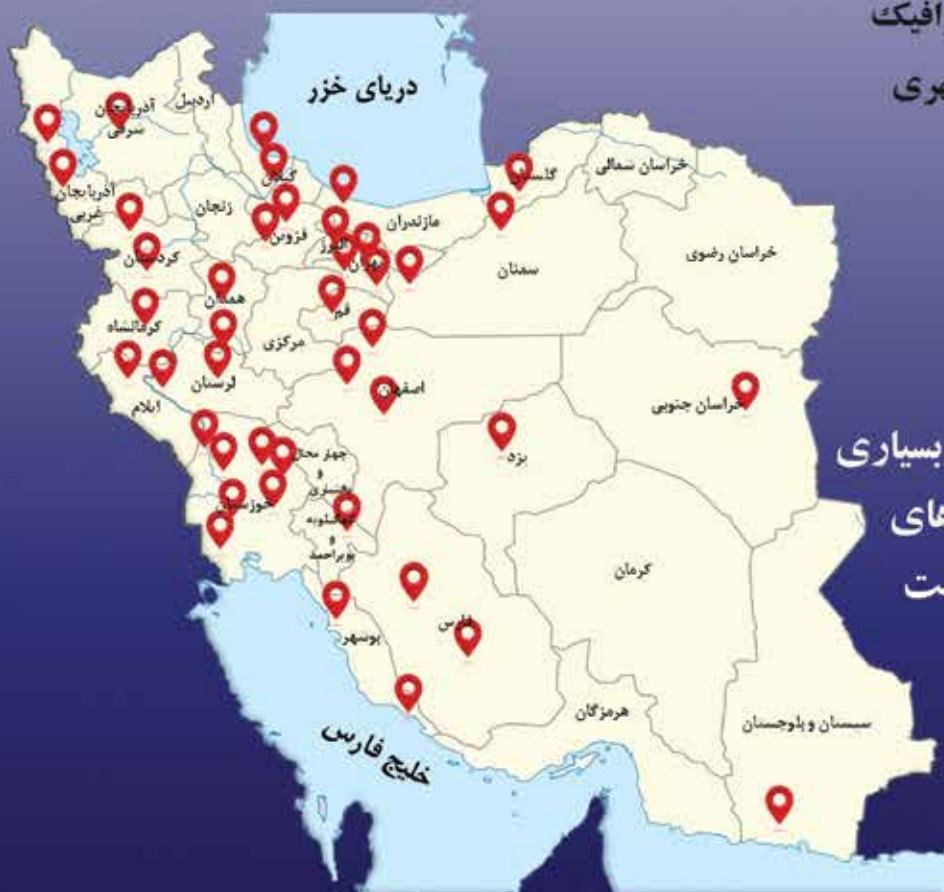 افیک
هری
دریای خزر
اردبیل
آذربایجان
شرقی
آذربایجان
غربی
گیلان
گلستان
خراسان شمالی
زنجان
مازندران
قزوین
البرز
تهران
سمنان
خراسان رضوی
کردستان
همدان
قم
کرمانشاه
مرکزی
لرستان
ایلام
اصفهان
خراسان جنوبی
یزد
چهار محال
و
بختیاری
خوزستان
کهگیلویه
و
بویراحمد
بسیاری
های
ت
کرمان
فارس
بوشهر
هرمزگان
سیستان و بلوچستان
خلیج فارس